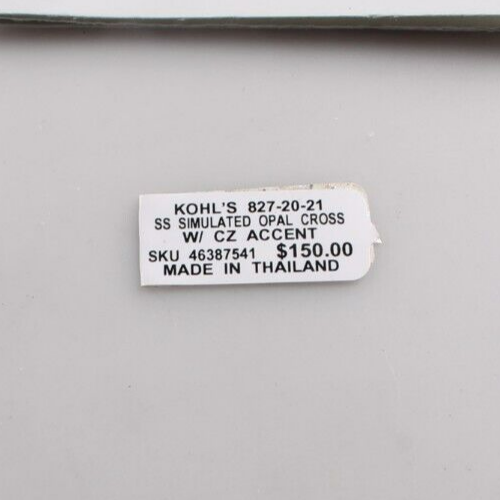 KOHL'S 827-20-21
SS SIMULATED OPAL CROSS
W/ CZ ACCENT
SKU 46387541 $150.00
MADE IN THAILAND